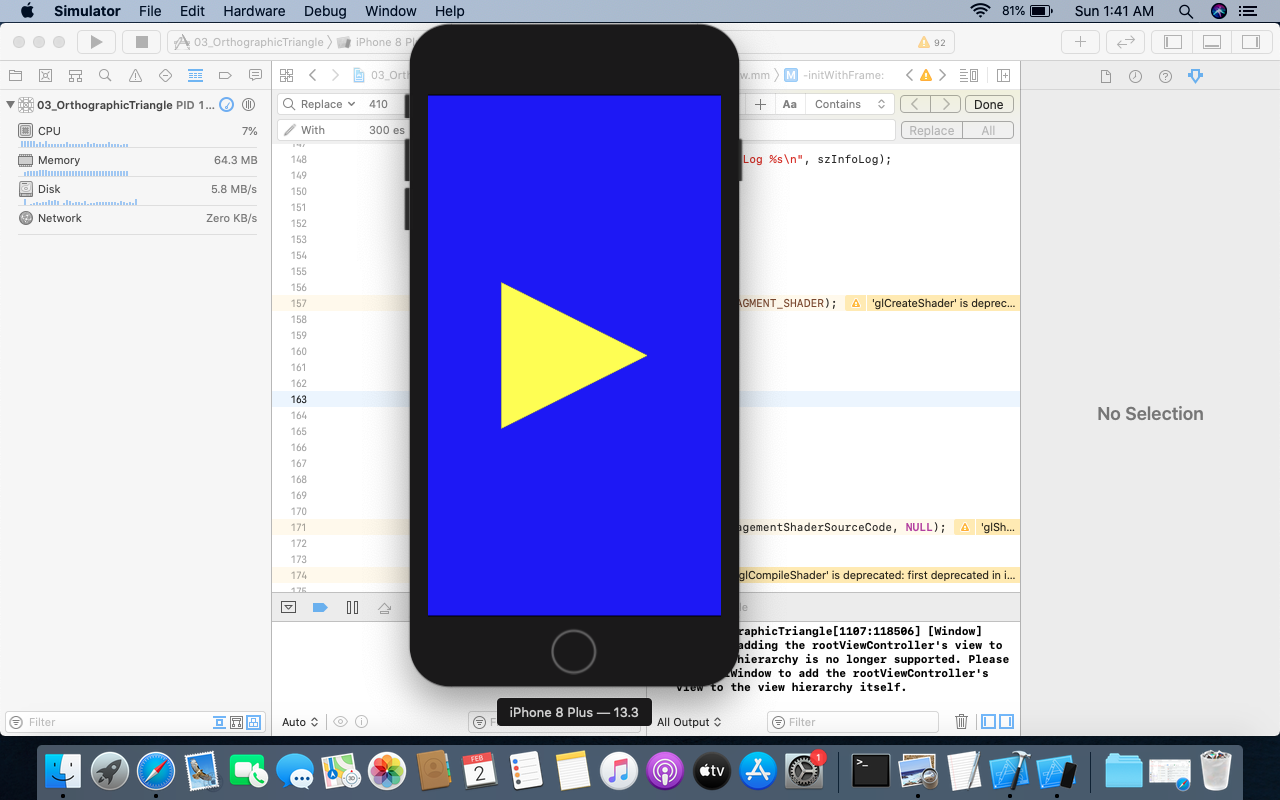 Simulator File Edit Hardware Debug Window Help 81% Sun 1:41 AM
03_OrthographicTriangle iPhone 8 92
03_OrthographicTriangle PID 1...
CPU 7%
Memory 64.3 MB
Disk 5.8 MB/s
Network Zero KB/s
Filter
w.mm M -initWithFrame:
Replace 410 Aa Contains Done
With 300 es Replace All
147
148 Log %s\n", szInfoLog);
149
150
151
152
153
154
155
156
157 AGMENT_SHADER); 'glCreateShader' is deprec...
158
159
160
161
162
163
164
165
166
167
168
169
170
171 agementShaderSourceCode, NULL); 'glSh...
172
173
174 glCompileShader' is deprecated: first deprecated in i...
175
raphicTriangle[1107:118506] [Window]
adding the rootViewController's view to
hierarchy is no longer supported. Please
Window to add the rootViewController's
view to the view hierarchy itself.
Auto All Output Filter
No Selection
iPhone 8 Plus — 13.3
FEB
2
tv
1
>_